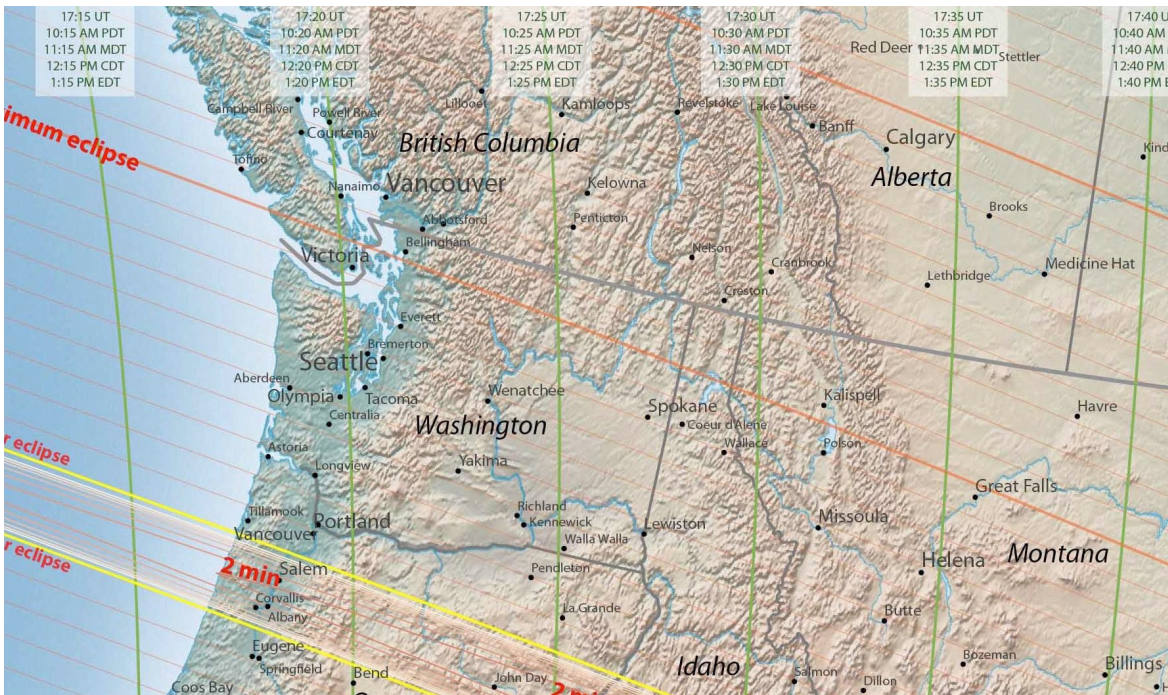 17:15 UT
10:15 AM PDT
11:15 AM MDT
12:15 PM CDT
1:15 PM EDT
17:20 UT
10:20 AM PDT
11:20 AM MDT
12:20 PM CDT
1:20 PM EDT
17:25 UT
10:25 AM PDT
11:25 AM MDT
12:25 PM CDT
1:25 PM EDT
17:30 UT
10:30 AM PDT
11:30 AM MDT
12:30 PM CDT
1:30 PM EDT
17:35 UT
10:35 AM PDT
11:35 AM MDT
12:35 PM CDT
1:35 PM EDT
17:40 U
10:40 AM
11:40 AM
12:40 PM
1:40 PM E
Red Deer
Stettler
Campbell River
Powell River
Lillooet
Kamloops
Revelstoke
Lake Louise
Banff
Courtenay
British Columbia
Calgary
Kind
imum eclipse
Tofino
Alberta
Nanaimo
Vancouver
Kelowna
Brooks
Abbotsford
Penticton
Bellingham
Victoria
Nelson
Cranbrook
Medicine Hat
Lethbridge
Creston
Everett
Bremerton
Seattle
Aberdeen
Olympia
Tacoma
Wenatchee
Kalispell
Spokane
Havre
Centralia
Washington
Coeur d'Alene
Wallace
Polson
r eclipse
Astoria
Longview
Yakima
Great Falls
Tillamook
Richland
Portland
Kennewick
Lewiston
Missoula
Vancouver
Walla Walla
r eclipse
Montana
2 min
Salem
Pendleton
Helena
Corvallis
Albany
La Grande
Butte
Eugene
Springfield
Bend
John Day
Idaho
Salmon
Bozeman
Billings
Coos Bay
2 min
Dillon